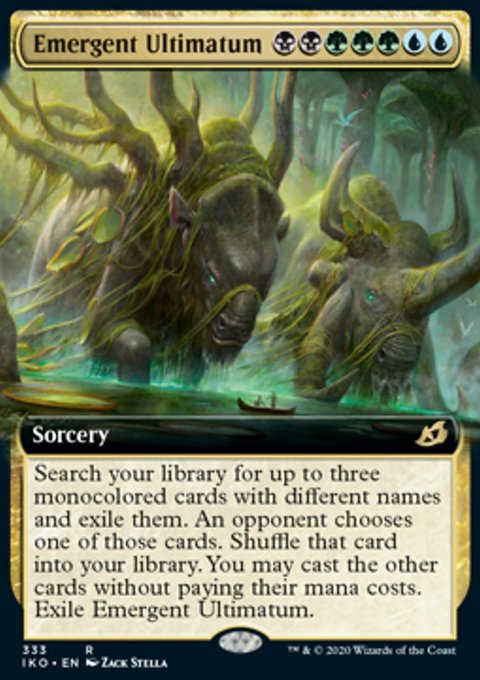 Emergent Ultimatum
Sorcery
Search your library for up to three
monocolored cards with different names
and exile them. An opponent chooses
one of those cards. Shuffle that card
into your library. You may cast the other
cards without paying their mana costs.
Exile Emergent Ultimatum.
333 R
IKO • EN ZACK STELLA
™ & © 2020 Wizards of the Coast